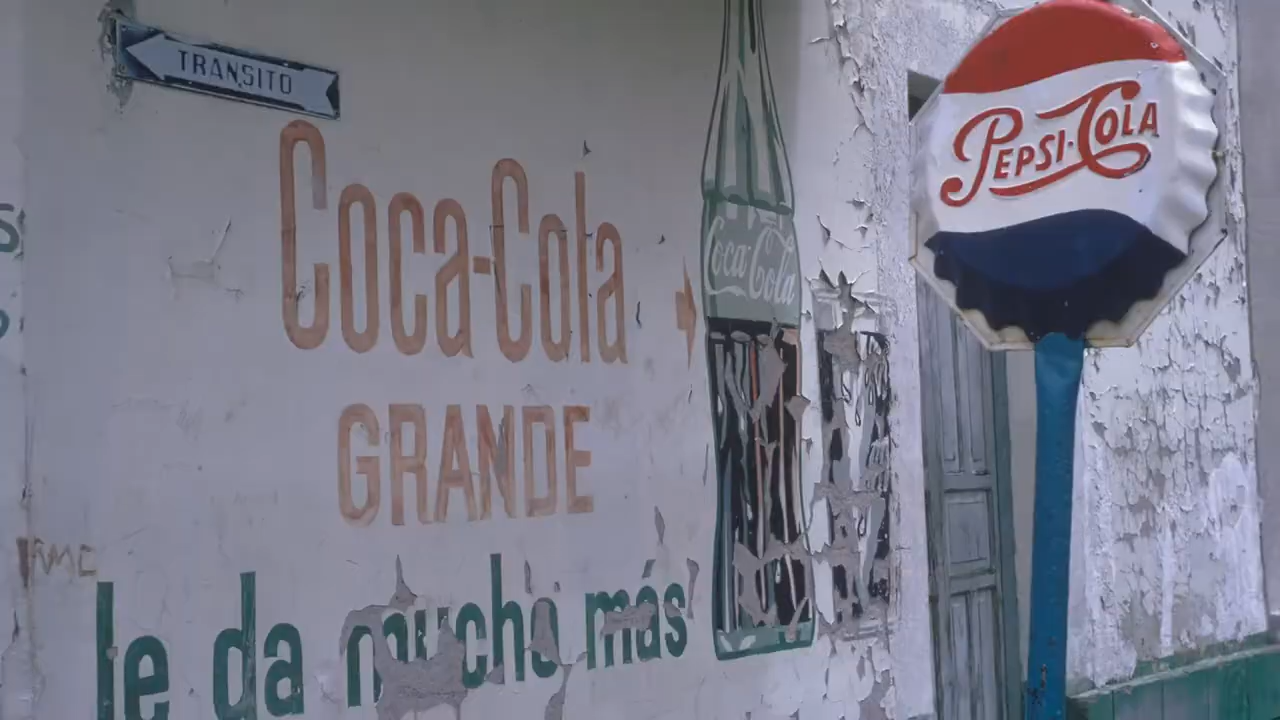 TRANSITO
Coca-Cola
GRANDE
le da mucho más
Coca-Cola
PEPSI-COLA